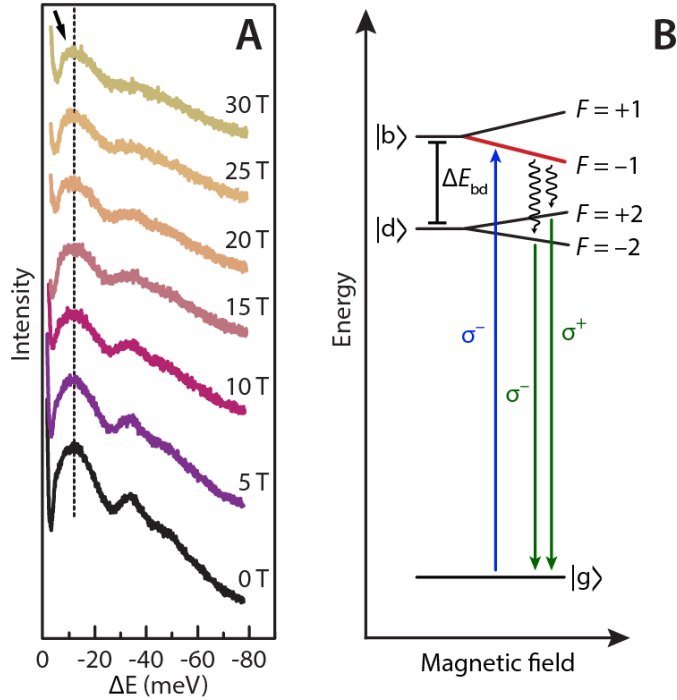 A
Intensity
30 T
25 T
20 T
15 T
10 T
5 T
0 T
0 -20 -40 -60 -80
ΔE (meV)
B
Energy
|b⟩
F = +1
F = –1
ΔE_bd
F = +2
|d⟩
F = –2
σ⁻
σ⁺
σ⁻
|g⟩
Magnetic field